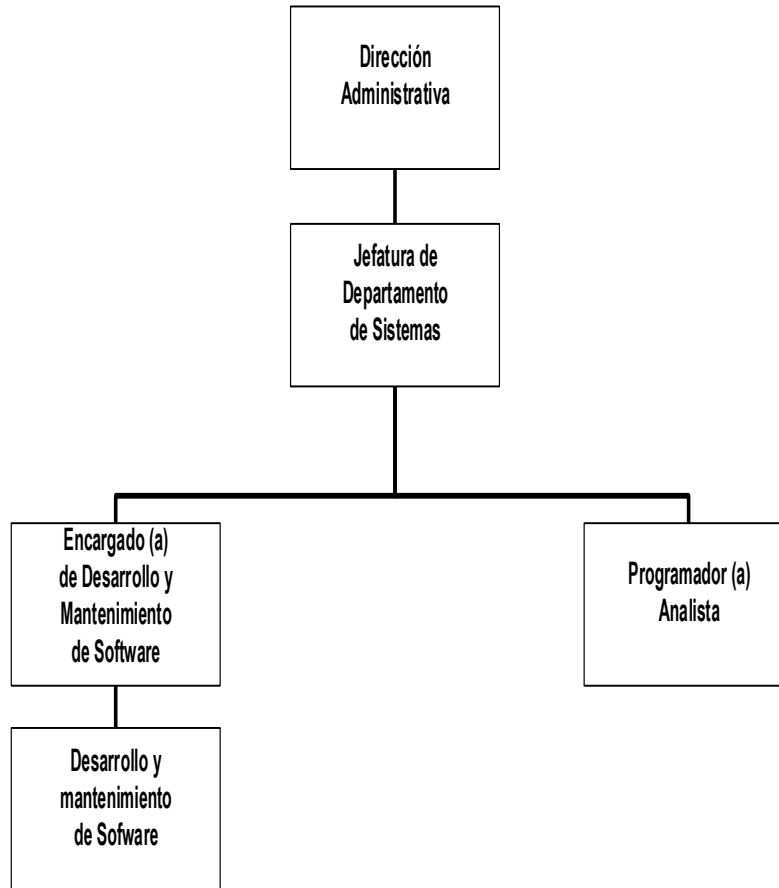 Dirección
Administrativa
Jefatura de
Departamento
de Sistemas
Encargado (a)
de Desarrollo y
Mantenimiento
de Software
Programador (a)
Analista
Desarrollo y
mantenimiento
de Sofware